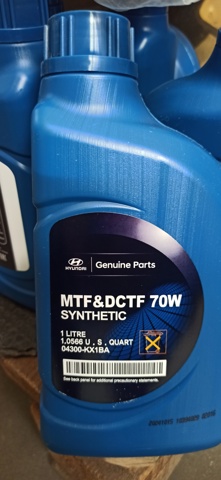 HYUNDAI Genuine Parts
MTF&DCTF 70W
SYNTHETIC
1 LITRE
1.0566 U . S . QUART
04300-KX1BA
See back panel for additional precautionary statements.